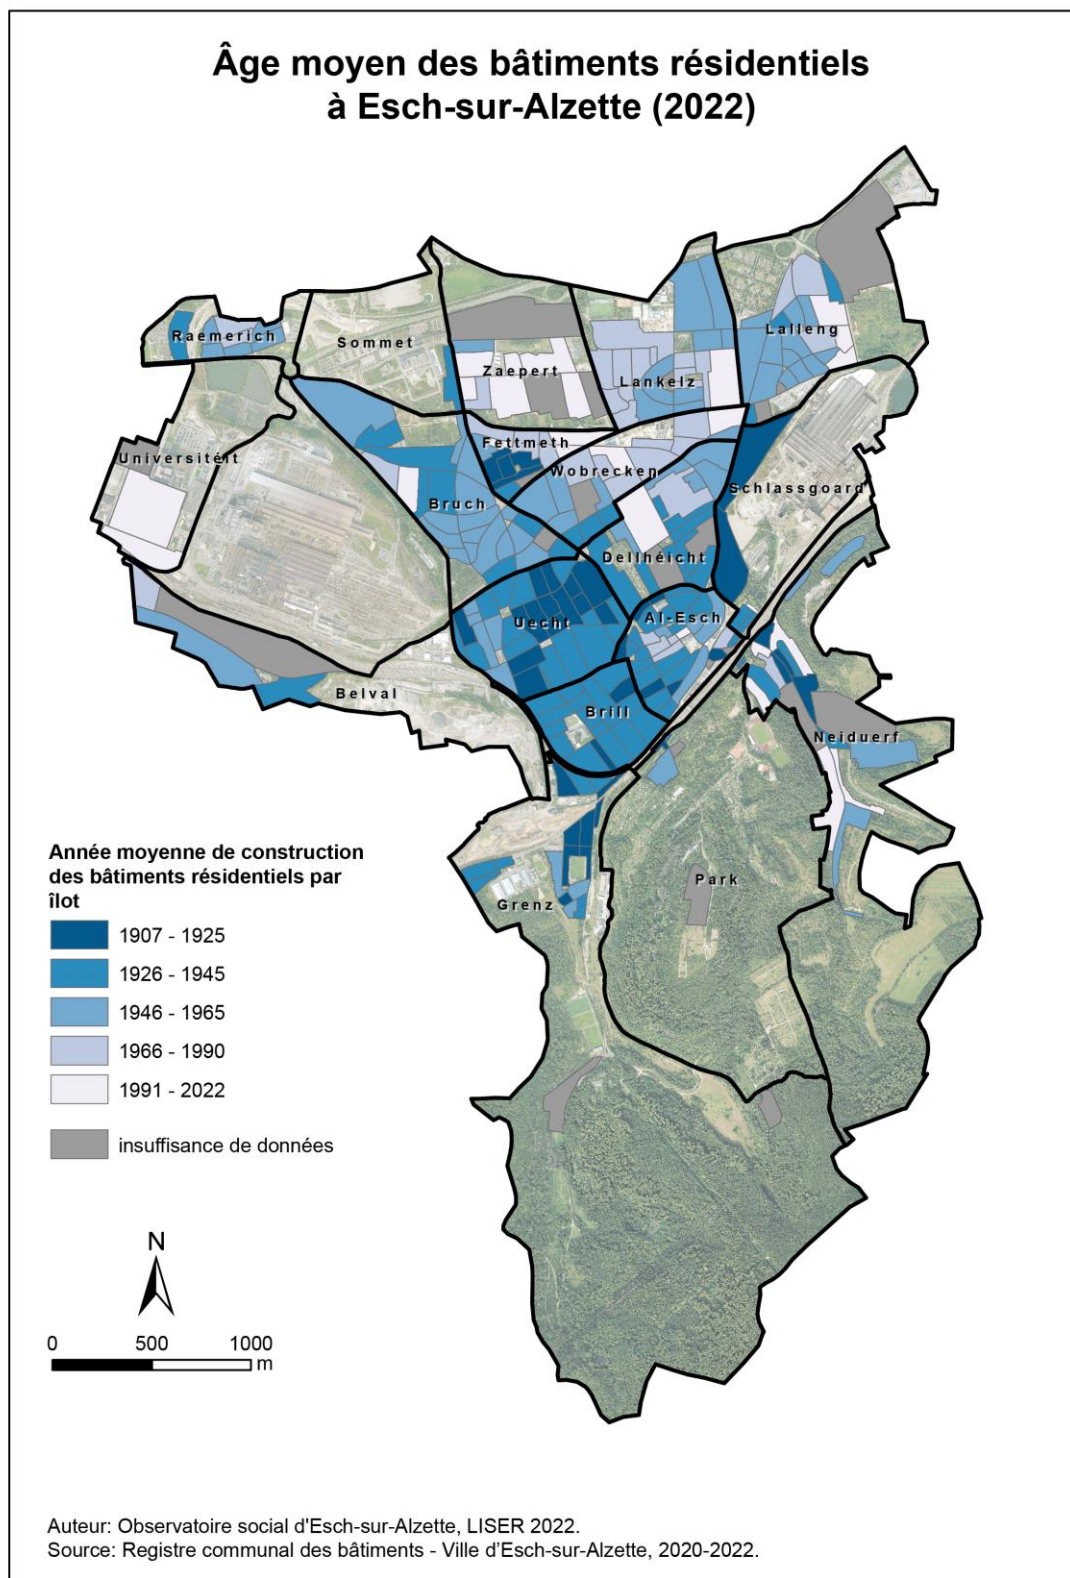 Âge moyen des bâtiments résidentiels
à Esch-sur-Alzette (2022)
Raemerich
Sommet
Zaepert
Lankelz
Lalleng
Universitéit
Fettmeth
Wobrecken
Bruch
Schlassgoard
Dellhéicht
Uecht
Al-Esch
Belval
Brill
Neiduerf
Park
Grenz
Année moyenne de construction
des bâtiments résidentiels par
îlot
1907 - 1925
1926 - 1945
1946 - 1965
1966 - 1990
1991 - 2022
insuffisance de données
N
0 500 1000
m
Auteur: Observatoire social d'Esch-sur-Alzette, LISER 2022.
Source: Registre communal des bâtiments - Ville d'Esch-sur-Alzette, 2020-2022.